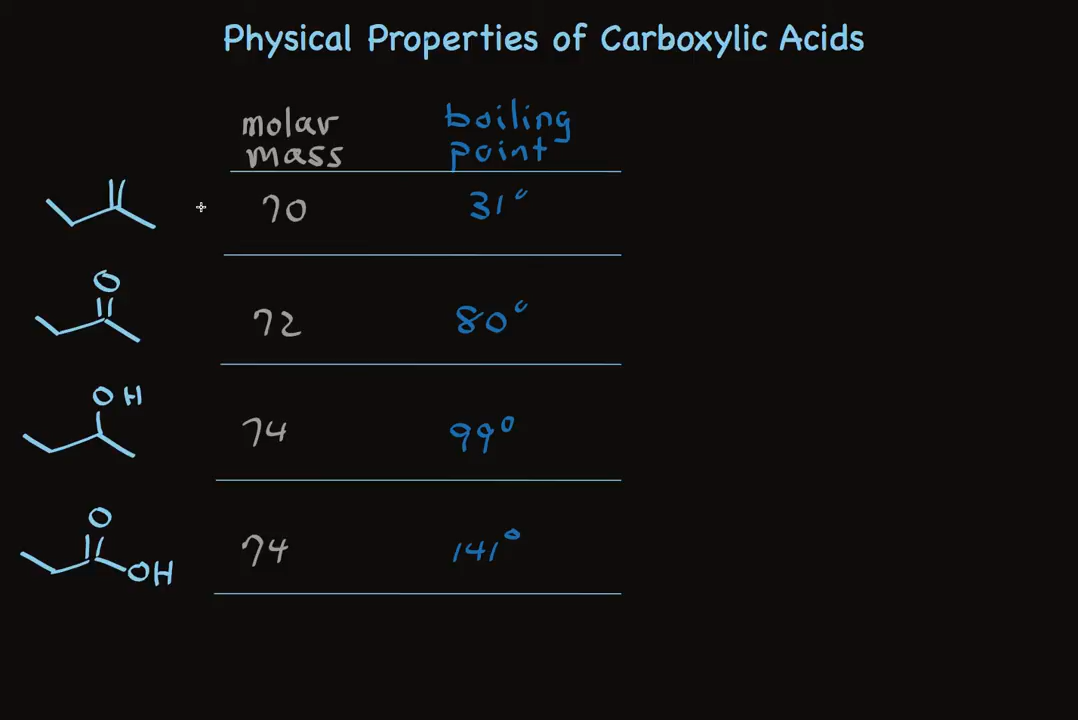 Physical Properties of Carboxylic Acids
molar mass
boiling point
70 31°
O
72 80°
OH
74 99°
O
OH
74 141°